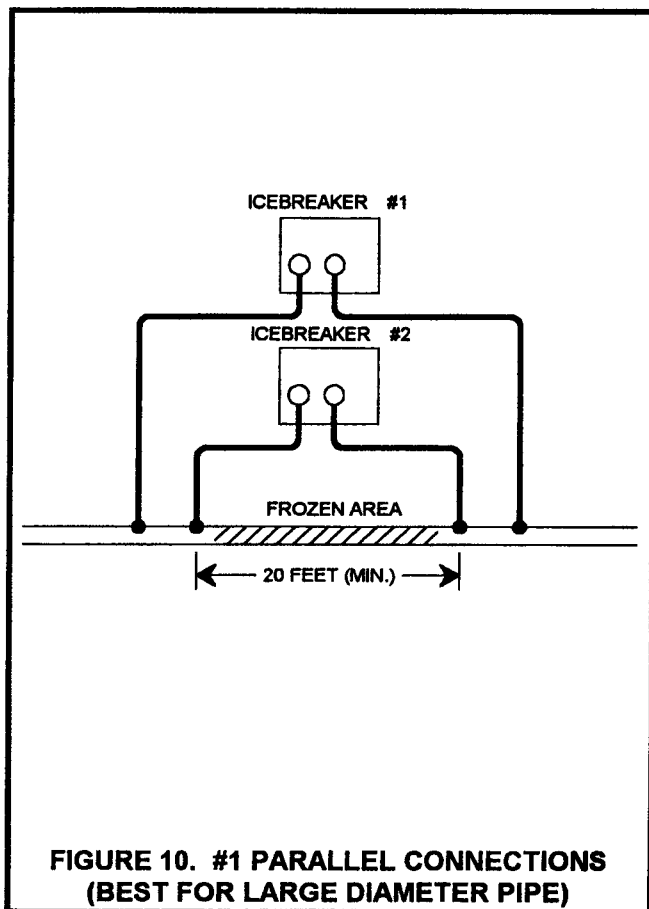 ICEBREAKER #1
ICEBREAKER #2
FROZEN AREA
20 FEET (MIN.)
FIGURE 10. #1 PARALLEL CONNECTIONS
(BEST FOR LARGE DIAMETER PIPE)